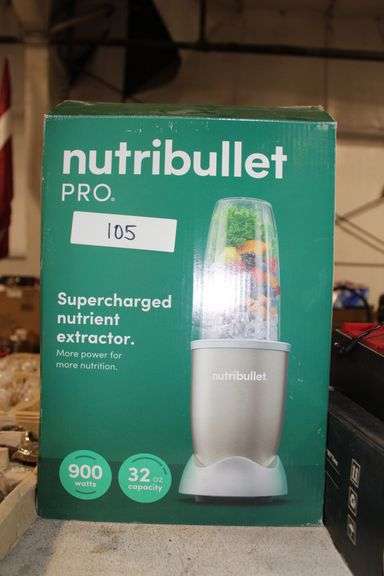 nutribullet
PRO®
105
Supercharged
nutrient
extractor.
More power for
more nutrition.
nutribullet
900
watts
32 oz
capacity